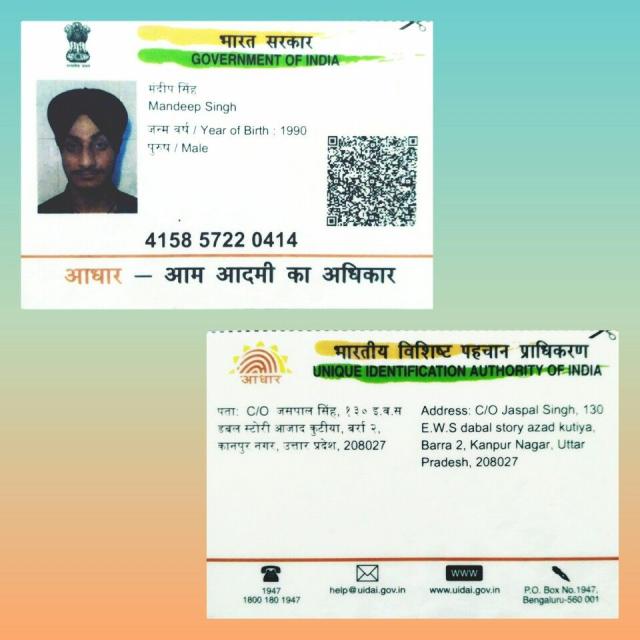 भारत सरकार
GOVERNMENT OF INDIA
मंदीप सिंह
Mandeep Singh
जन्म वर्ष / Year of Birth : 1990
पुरुष / Male
4158 5722 0414
आधार — आम आदमी का अधिकार
भारतीय विशिष्ट पहचान प्राधिकरण
UNIQUE IDENTIFICATION AUTHORITY OF INDIA
आधार
पता: C/O जसपाल सिंह, १३० इ.व.स
डबल स्टोरी आजाद कुटीया, बर्रा २,
कानपुर नगर, उत्तर प्रदेश, 208027
Address: C/O Jaspal Singh, 130
E.W.S dabal story azad kutiya,
Barra 2, Kanpur Nagar, Uttar
Pradesh, 208027
1947
1800 180 1947
help@uidai.gov.in
WWW
www.uidai.gov.in
P.O. Box No.1947,
Bengaluru-560 001